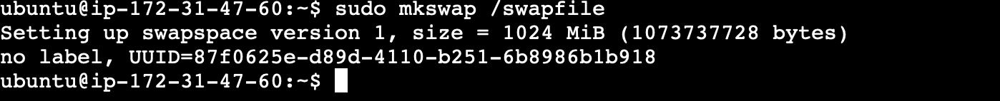 ubuntu@ip-172-31-47-60:~$ sudo mkswap /swapfile
Setting up swapspace version 1, size = 1024 MiB (1073737728 bytes)
no label, UUID=87f0625e-d89d-4110-b251-6b8986b1b918
ubuntu@ip-172-31-47-60:~$